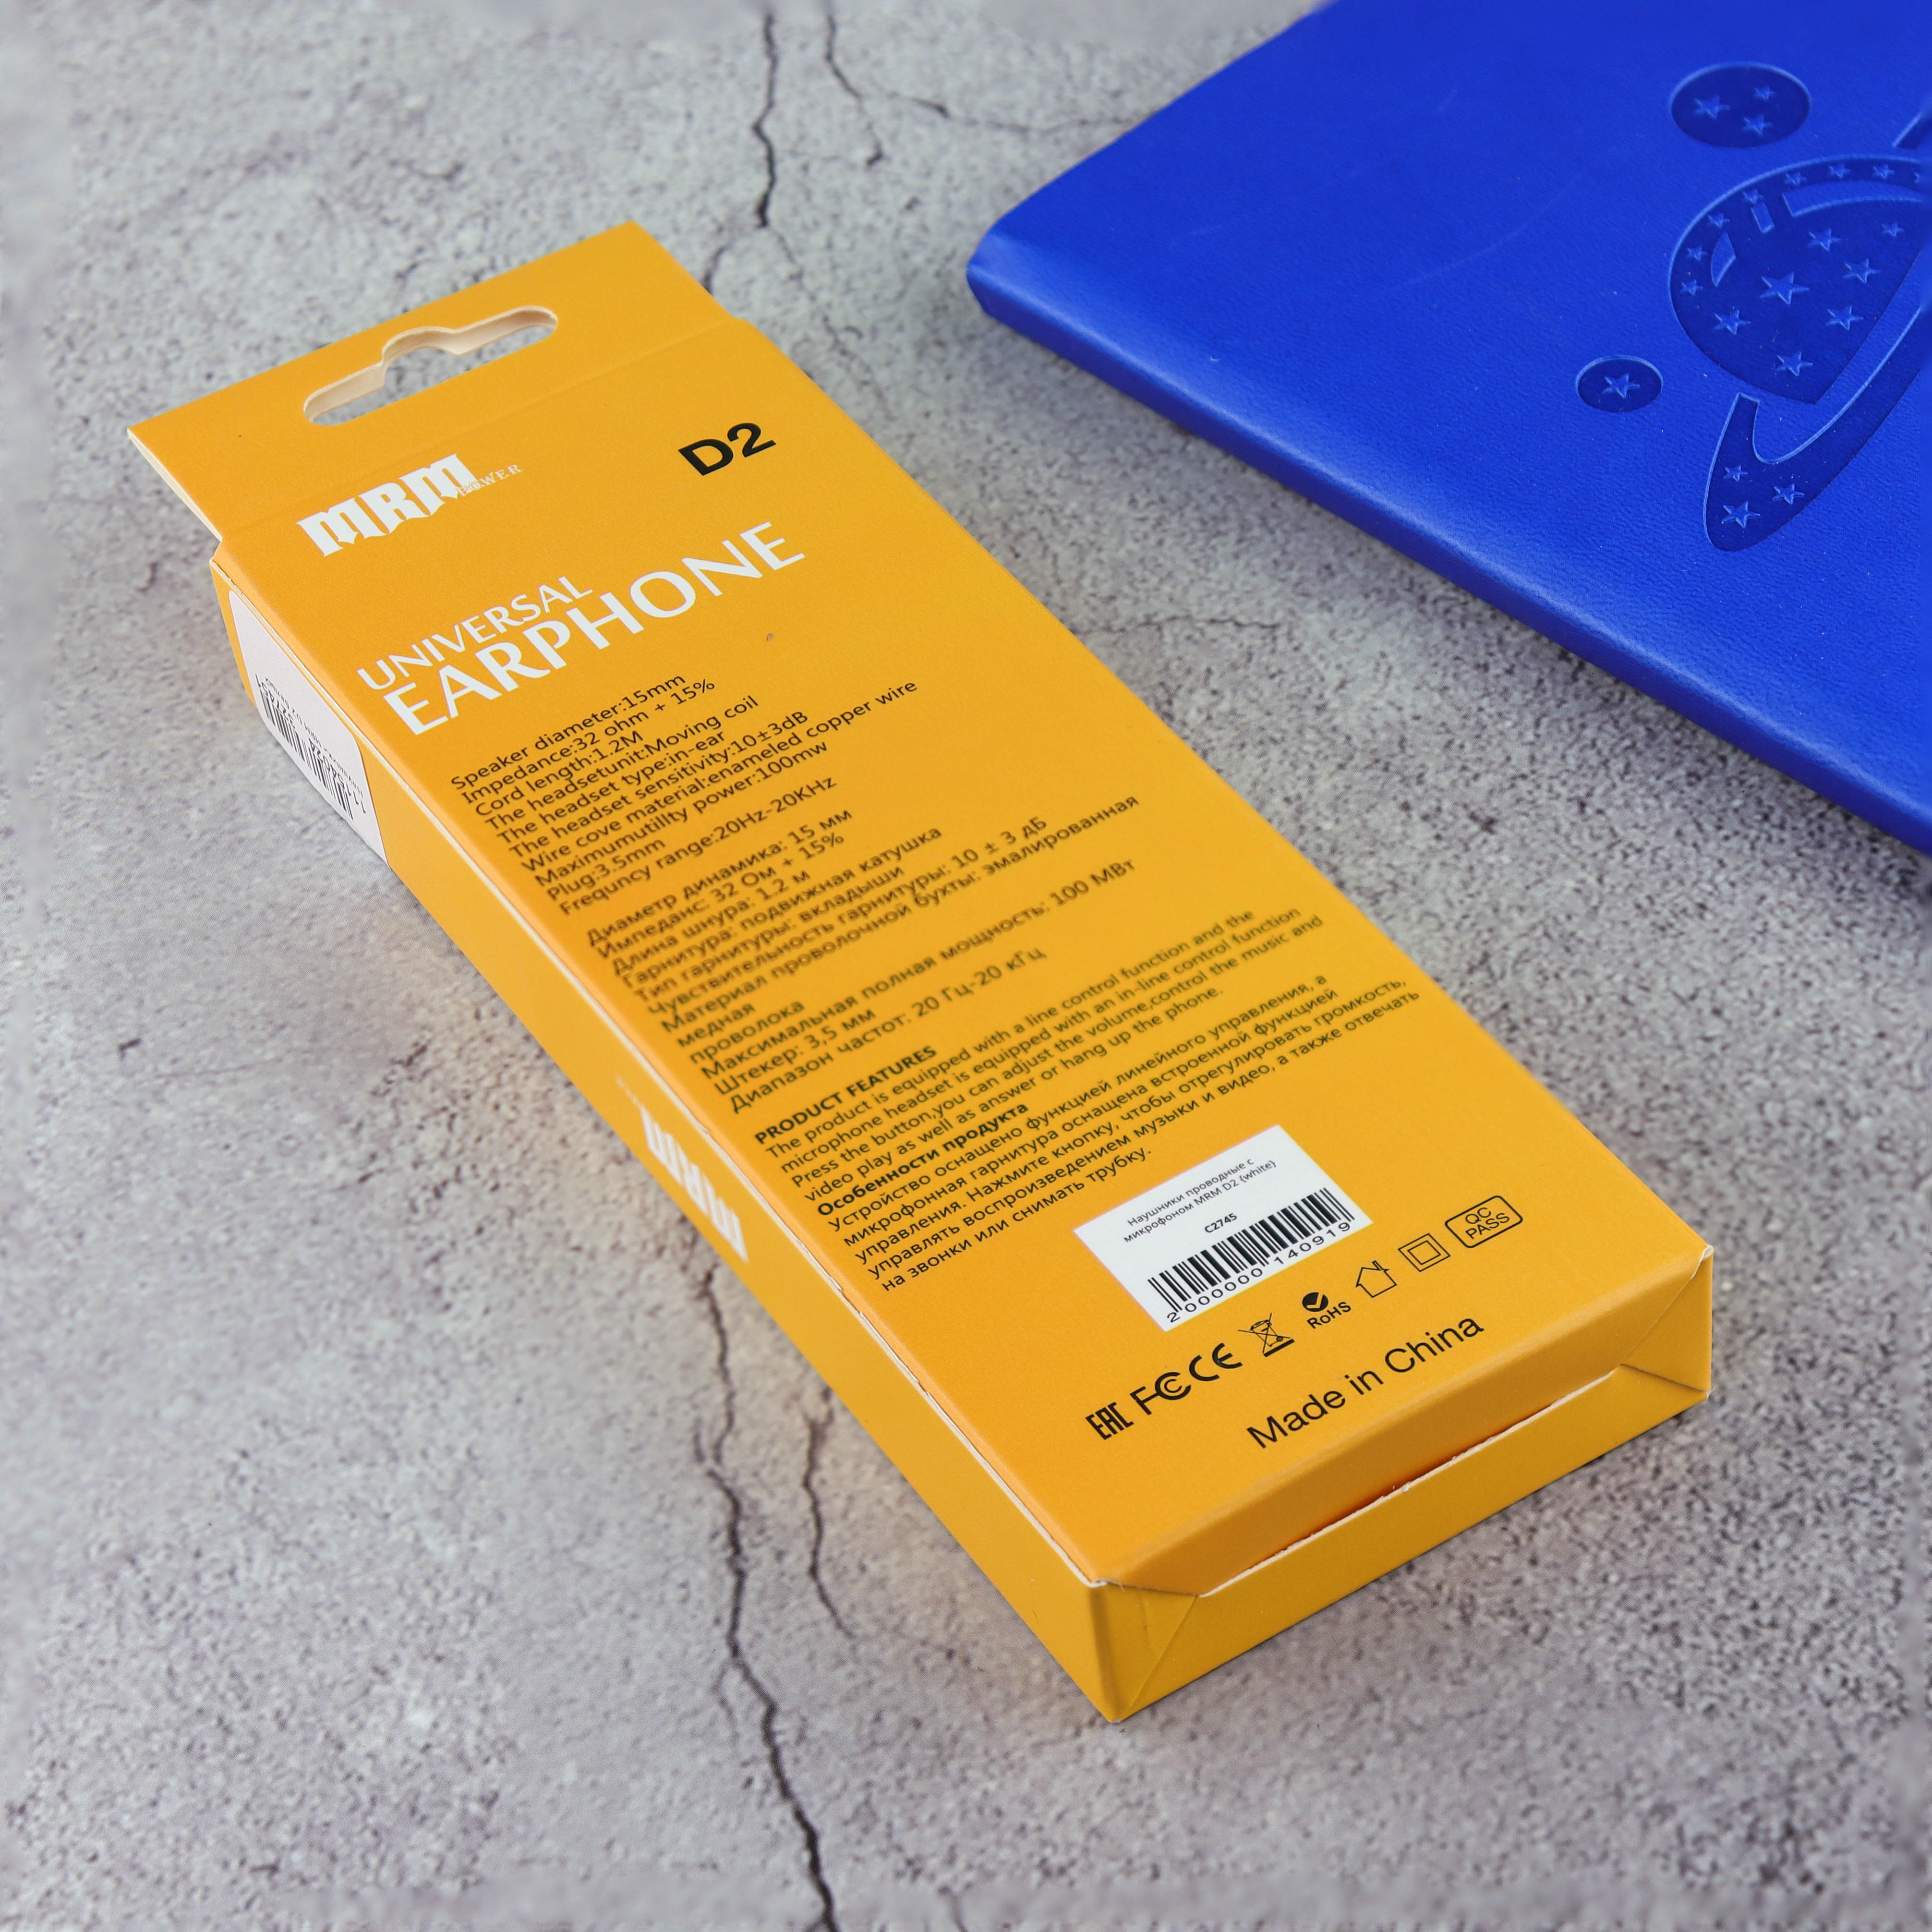 MRM POWER
D2
UNIVERSAL
EARPHONE
Speaker diameter:15mm
Impedance:32 ohm + 15%
Cord length:1.2M
The headsetunit:Moving coil
The headset type:in-ear
The headset sensitivity:10±3dB
Wire cove material:enameled copper wire
Maximumutillty power:100mw
Plug:3.5mm
Frequncy range:20Hz-20KHz
Диаметр динамика: 15 мм
Импеданс: 32 Ом + 15%
Длина шнура: 1,2 м
Гарнитура: подвижная катушка
Тип гарнитуры: вкладыши
Чувствительность гарнитуры: 10 ± 3 дБ
Материал проволочной бухты: эмалированная
медная
проволока
Максимальная полная мощность: 100 МВт
Штекер: 3,5 мм
Диапазон частот: 20 Гц-20 кГц
PRODUCT FEATURES
The product is equipped with a line control function and the
microphone headset is equipped with an in-line control function
Press the button,you can adjust the volume,control the music and
video play as well as answer or hang up the phone.
Особенности продукта
Устройство оснащено функцией линейного управления, а
микрофонная гарнитура оснащена встроенной функцией
управления. Нажмите кнопку, чтобы отрегулировать громкость,
управлять воспроизведением музыки и видео, а также отвечать
на звонки или снимать трубку.
Наушники проводные с
микрофоном MRM D2 (white)
C2745
2 000000 140919
EAC FCC CE RoHS QC PASS
Made in China
MRM